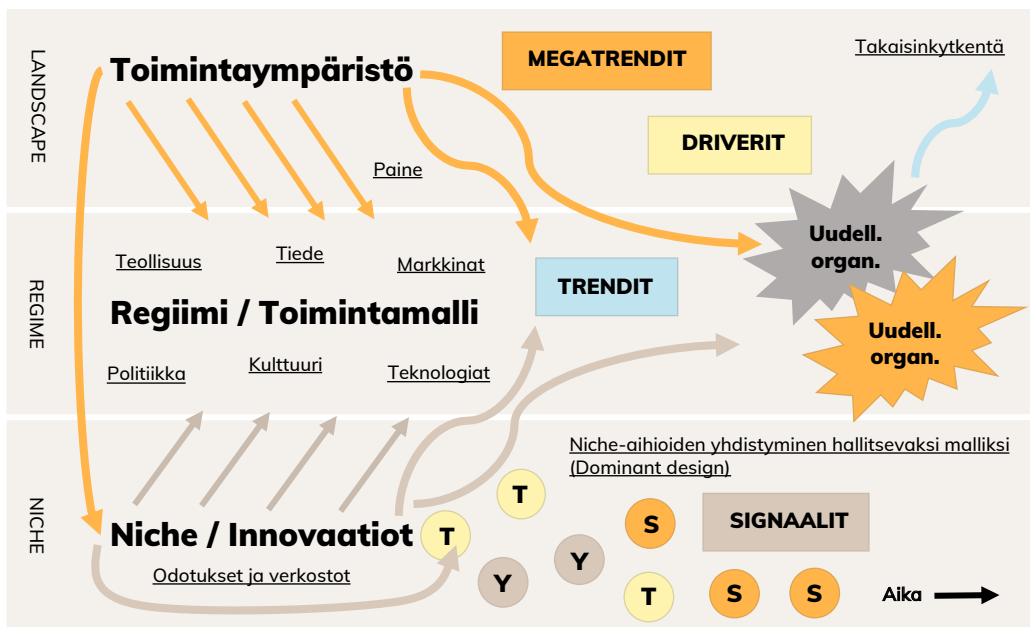 LANDSCAPE
Toimintaympäristö
MEGATRENDIT
Takaisinkytkentä
DRIVERIT
Paine
REGIME
Teollisuus
Tiede
Markkinat
Uudell.
organ.
TRENDIT
Regiimi / Toimintamalli
Uudell.
organ.
Politiikka
Kulttuuri
Teknologiat
NICHE
Niche-aihioiden yhdistyminen hallitsevaksi malliksi
(Dominant design)
T
S
SIGNAALIT
Niche / Innovaatiot
T
Y
Y
Odotukset ja verkostot
T
S
S
Aika